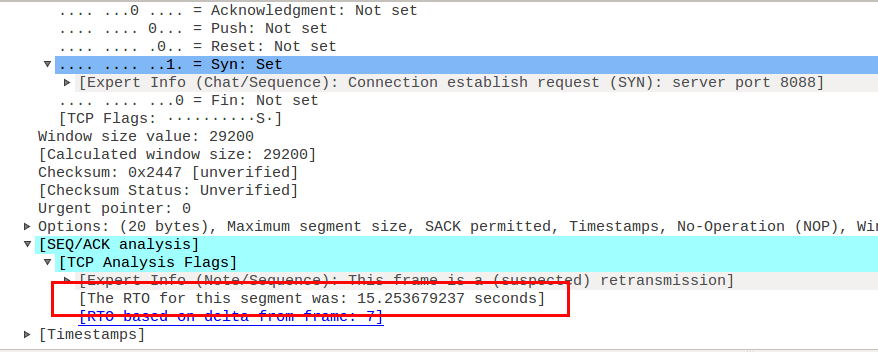 .... ...0 .... = Acknowledgment: Not set
.... .... 0... = Push: Not set
.... .... .0.. = Reset: Not set
.... .... ..1. = Syn: Set
[Expert Info (Chat/Sequence): Connection establish request (SYN): server port 8088]
.... .... ...0 = Fin: Not set
[TCP Flags: ··········S·]
Window size value: 29200
[Calculated window size: 29200]
Checksum: 0x2447 [unverified]
[Checksum Status: Unverified]
Urgent pointer: 0
Options: (20 bytes), Maximum segment size, SACK permitted, Timestamps, No-Operation (NOP), Win
[SEQ/ACK analysis]
[TCP Analysis Flags]
[Expert Info (Note/Sequence): This frame is a (suspected) retransmission]
[The RTO for this segment was: 15.253679237 seconds]
[RTO based on delta from frame: 7]
[Timestamps]